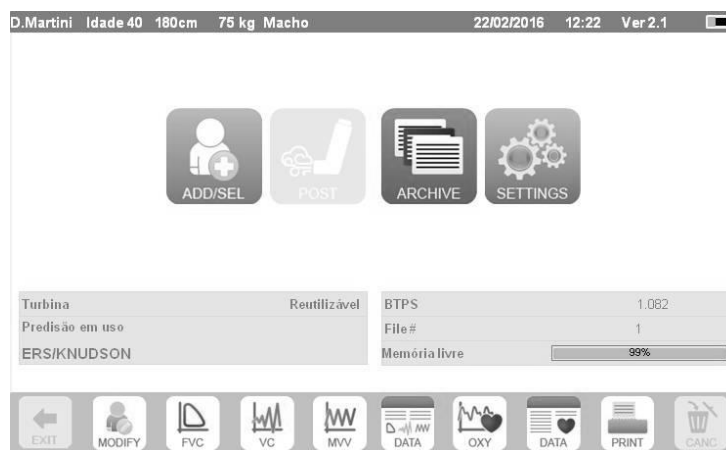 D.Martini Idade 40 180cm 75 kg Macho 22/02/2016 12:22 Ver 2.1
ADD/SEL POST ARCHIVE SETTINGS
Turbina Reutilizável
Predisão em uso
ERS/KNUDSON
BTPS 1.082
File # 1
Memória livre 99%
EXIT MODIFY FVC VC MVV DATA OXY DATA PRINT CANC